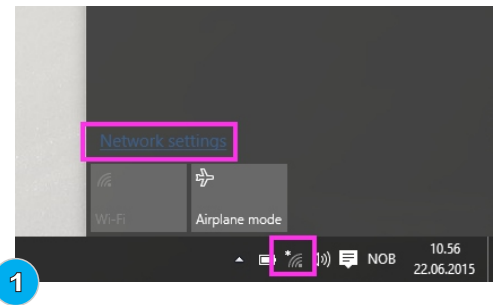 Network settings
Wi-Fi
Airplane mode
NOB
10.56
22.06.2015
1